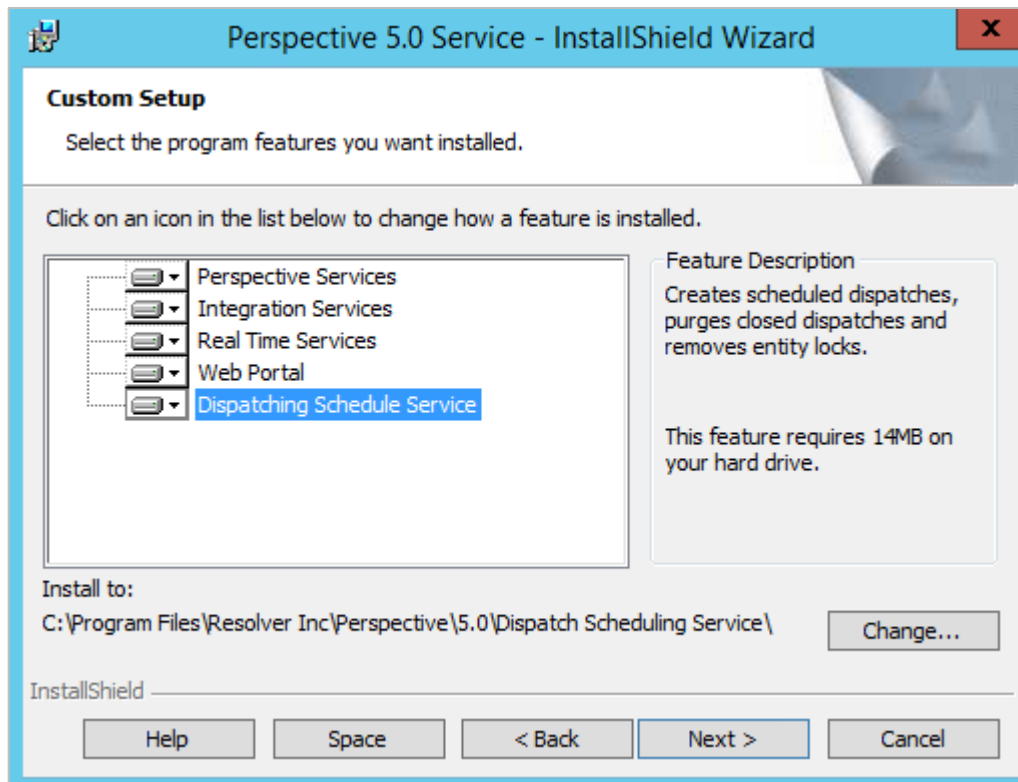 Perspective 5.0 Service - InstallShield Wizard
x
Custom Setup
Select the program features you want installed.
Click on an icon in the list below to change how a feature is installed.
Perspective Services
Integration Services
Real Time Services
Web Portal
Dispatching Schedule Service
Feature Description
Creates scheduled dispatches,
purges closed dispatches and
removes entity locks.
This feature requires 14MB on
your hard drive.
Install to:
C:\Program Files\Resolver Inc\Perspective\5.0\Dispatch Scheduling Service\
Change...
InstallShield
Help
Space
< Back
Next >
Cancel